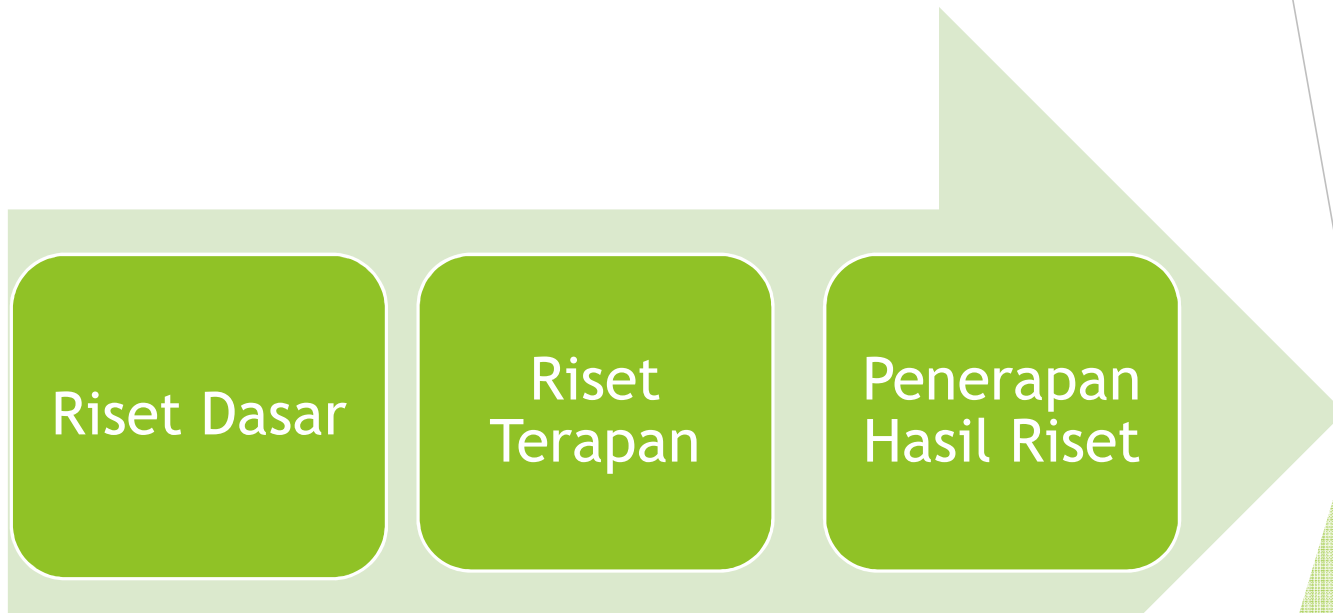 Riset Dasar
Riset
Terapan
Penerapan
Hasil Riset